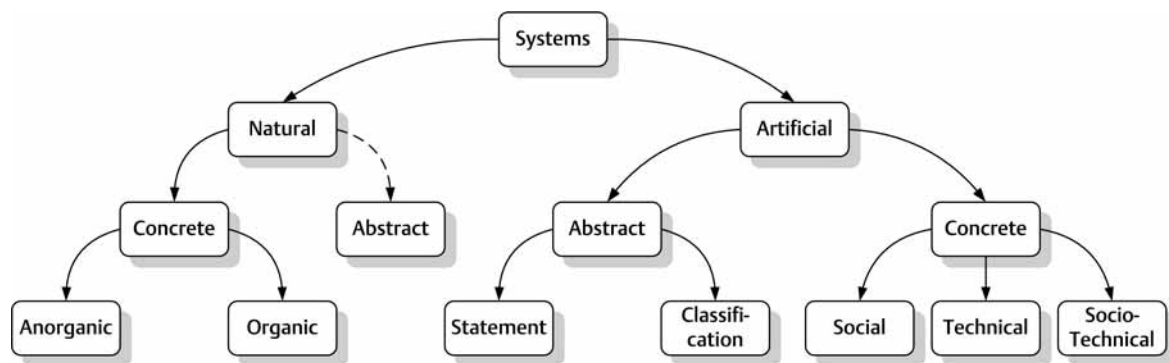 Systems
Natural
Artificial
Concrete
Abstract
Abstract
Concrete
Anorganic
Organic
Statement
Classifi-
cation
Social
Technical
Socio-
Technical